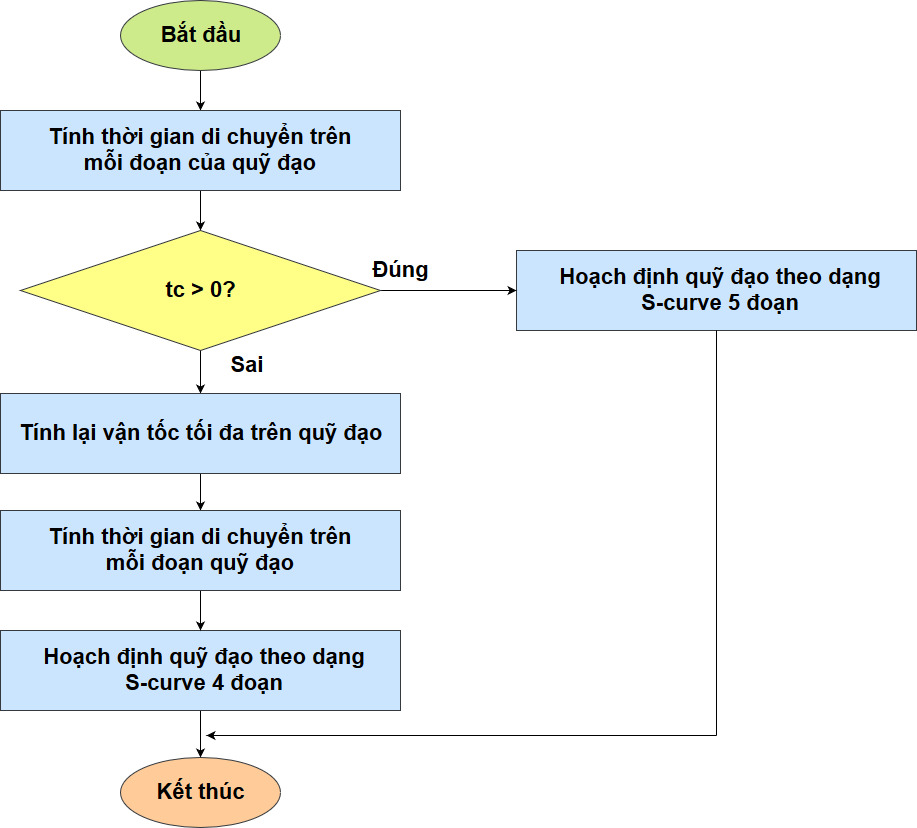 Bắt đầu
Tính thời gian di chuyển trên
mỗi đoạn của quỹ đạo
tc > 0?
Đúng
Hoạch định quỹ đạo theo dạng
S-curve 5 đoạn
Sai
Tính lại vận tốc tối đa trên quỹ đạo
Tính thời gian di chuyển trên
mỗi đoạn quỹ đạo
Hoạch định quỹ đạo theo dạng
S-curve 4 đoạn
Kết thúc